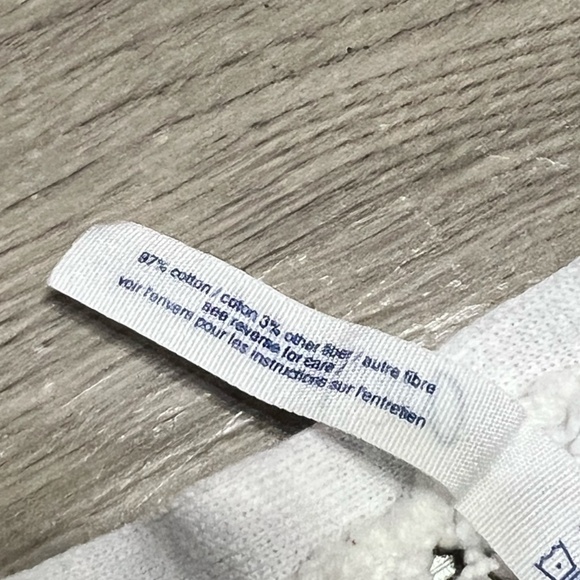 97% cotton / coton 3% other fiber / autre fibre
see reverse for care /
voir l'envers pour les instructions sur l'entretien